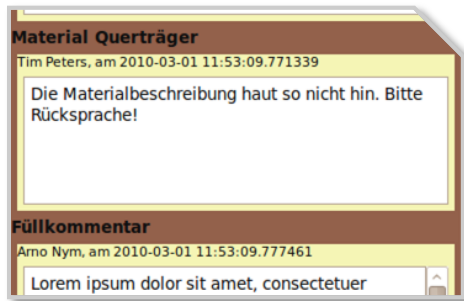 Material Querträger
Tim Peters, am 2010-03-01 11:53:09.771339
Die Materialbeschreibung haut so nicht hin. Bitte
Rücksprache!
Füllkommentar
Arno Nym, am 2010-03-01 11:53:09.777461
Lorem ipsum dolor sit amet, consectetuer